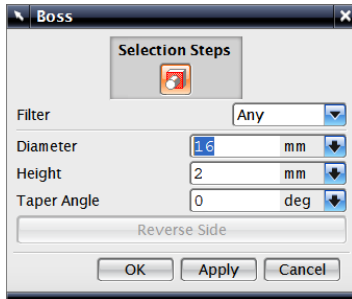 Boss
Selection Steps
Filter Any
Diameter 16 mm
Height 2 mm
Taper Angle 0 deg
Reverse Side
OK Apply Cancel